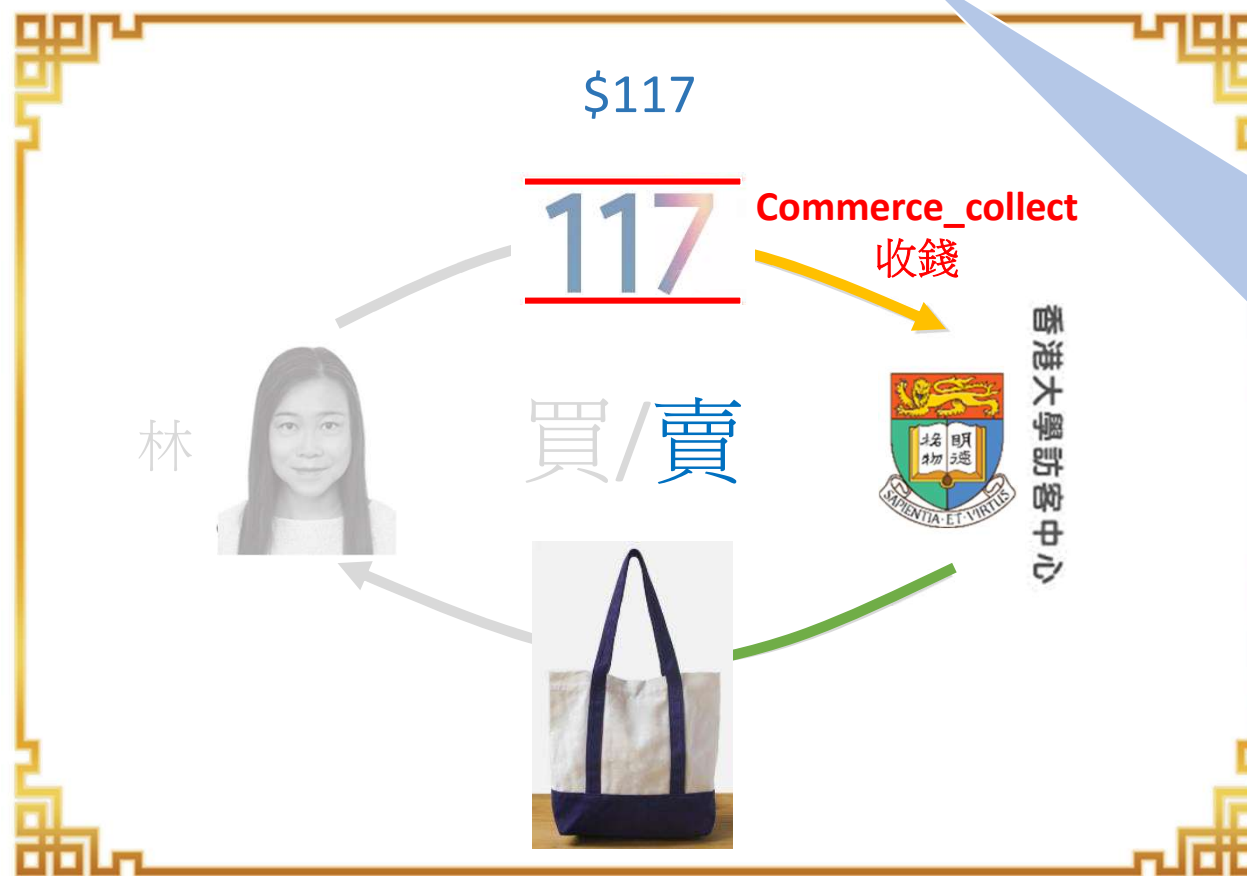 $117
117
Commerce_collect
收錢
林
買/賣
明德
格物
SAPIENTIA·ET·VIRTUS
香港大學訪客中心